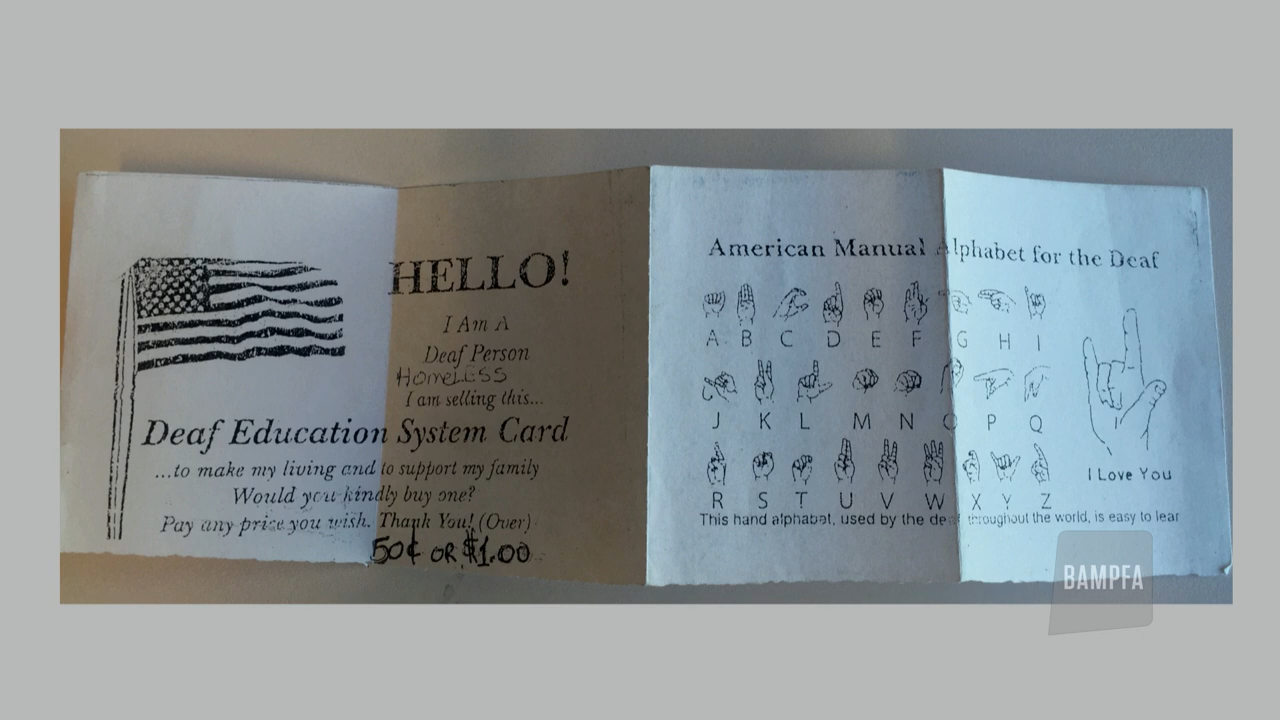 HELLO!
I Am A
Deaf Person
HOMELESS
I am selling this...
Deaf Education System Card
...to make my living and to support my family
Would you kindly buy one?
Pay any price you wish. Thank You! (Over)
50¢ OR $1.00
American Manual Alphabet for the Deaf
A B C D E F G H I
J K L M N O P Q
R S T U V W X Y Z
I Love You
This hand alphabet, used by the deaf throughout the world, is easy to lear
BAMPFA